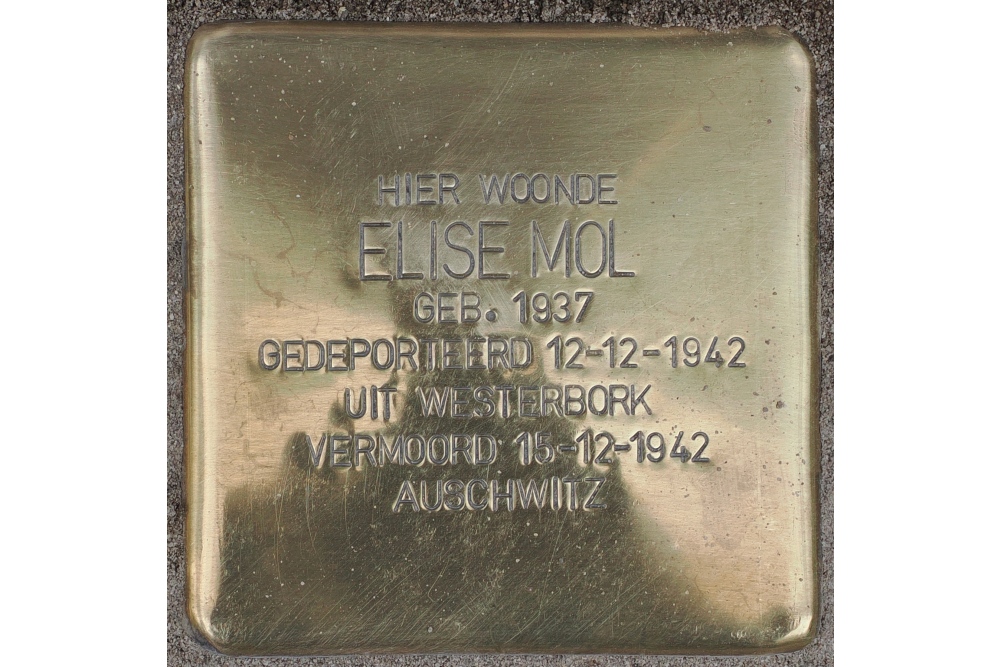 HIER WOONDE
ELISE MOL
GEB. 1937
GEDEPORTEERD 12-12-1942
UIT WESTERBORK
VERMOORD 15-12-1942
AUSCHWITZ